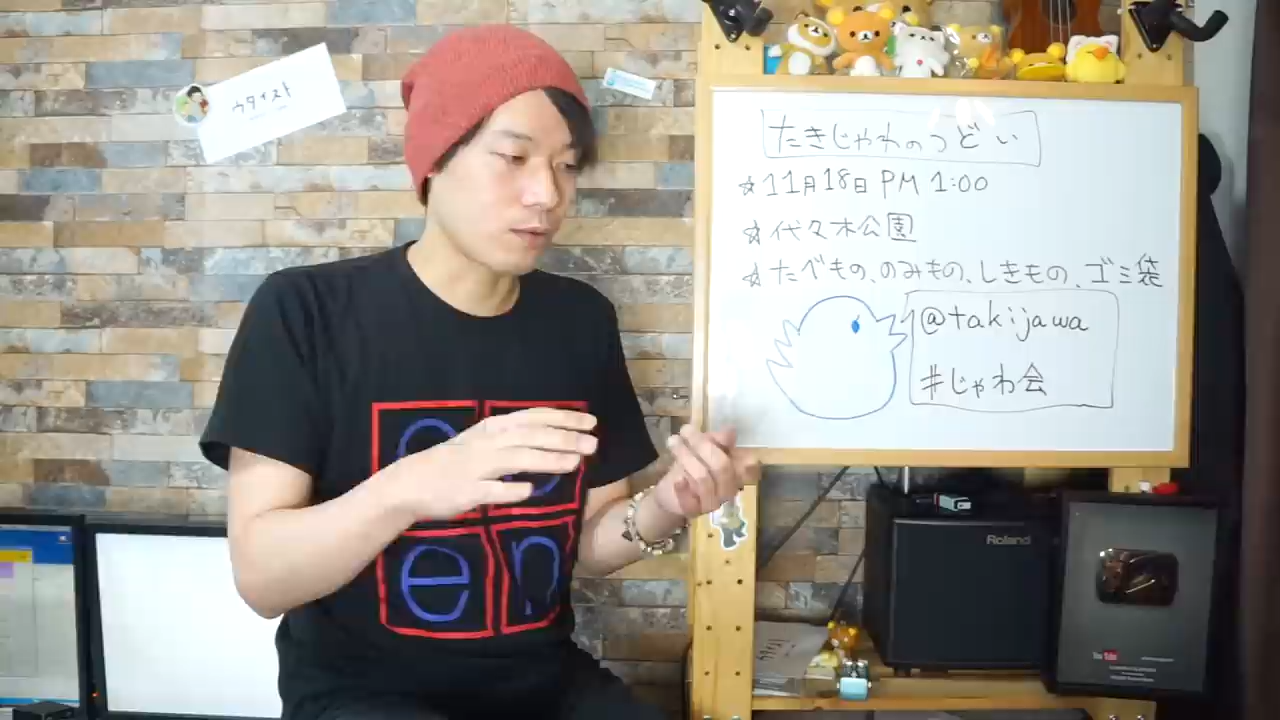 ウタイスト
たきじゃわのつどい
☆11月18日 PM 1:00
☆代々木公園
☆たべもの、のみもの、しきもの、ゴミ袋
@takijawa
#じゃわ会
en
Roland
YouTube